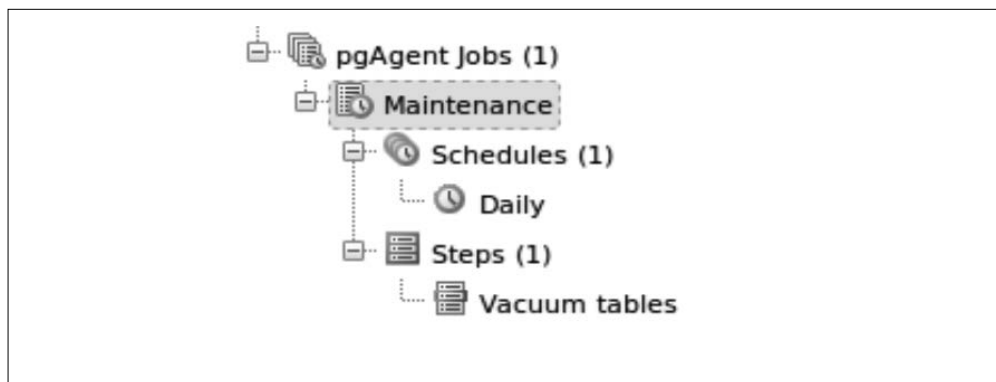 pgAgent Jobs (1)
Maintenance
Schedules (1)
Daily
Steps (1)
Vacuum tables